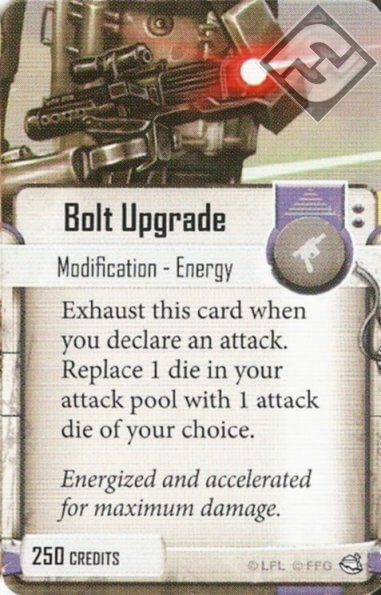 Bolt Upgrade
Modification - Energy
Exhaust this card when
you declare an attack.
Replace 1 die in your
attack pool with 1 attack
die of your choice.
Energized and accelerated
for maximum damage.
250 CREDITS
© LFL © FFG